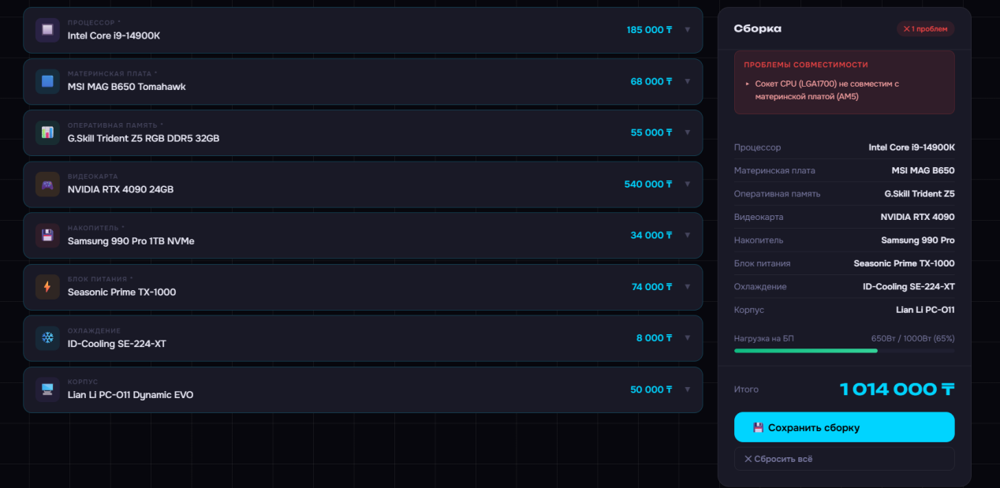 ПРОЦЕССОР *
Intel Core i9-14900K
185 000 ₸ ▼
МАТЕРИНСКАЯ ПЛАТА *
MSI MAG B650 Tomahawk
68 000 ₸ ▼
ОПЕРАТИВНАЯ ПАМЯТЬ *
G.Skill Trident Z5 RGB DDR5 32GB
55 000 ₸ ▼
ВИДЕОКАРТА
NVIDIA RTX 4090 24GB
540 000 ₸ ▼
НАКОПИТЕЛЬ *
Samsung 990 Pro 1TB NVMe
34 000 ₸ ▼
БЛОК ПИТАНИЯ *
Seasonic Prime TX-1000
74 000 ₸ ▼
ОХЛАЖДЕНИЕ
ID-Cooling SE-224-XT
8 000 ₸ ▼
КОРПУС
Lian Li PC-O11 Dynamic EVO
50 000 ₸ ▼
Сборка
✕ 1 проблем
ПРОБЛЕМЫ СОВМЕСТИМОСТИ
‣ Сокет CPU (LGA1700) не совместим с
материнской платой (AM5)
Процессор Intel Core i9-14900K
Материнская плата MSI MAG B650
Оперативная память G.Skill Trident Z5
Видеокарта NVIDIA RTX 4090
Накопитель Samsung 990 Pro
Блок питания Seasonic Prime TX-1000
Охлаждение ID-Cooling SE-224-XT
Корпус Lian Li PC-O11
Нагрузка на БП 650Вт / 1000Вт (65%)
Итого 1 014 000 ₸
💾 Сохранить сборку
✕ Сбросить всё